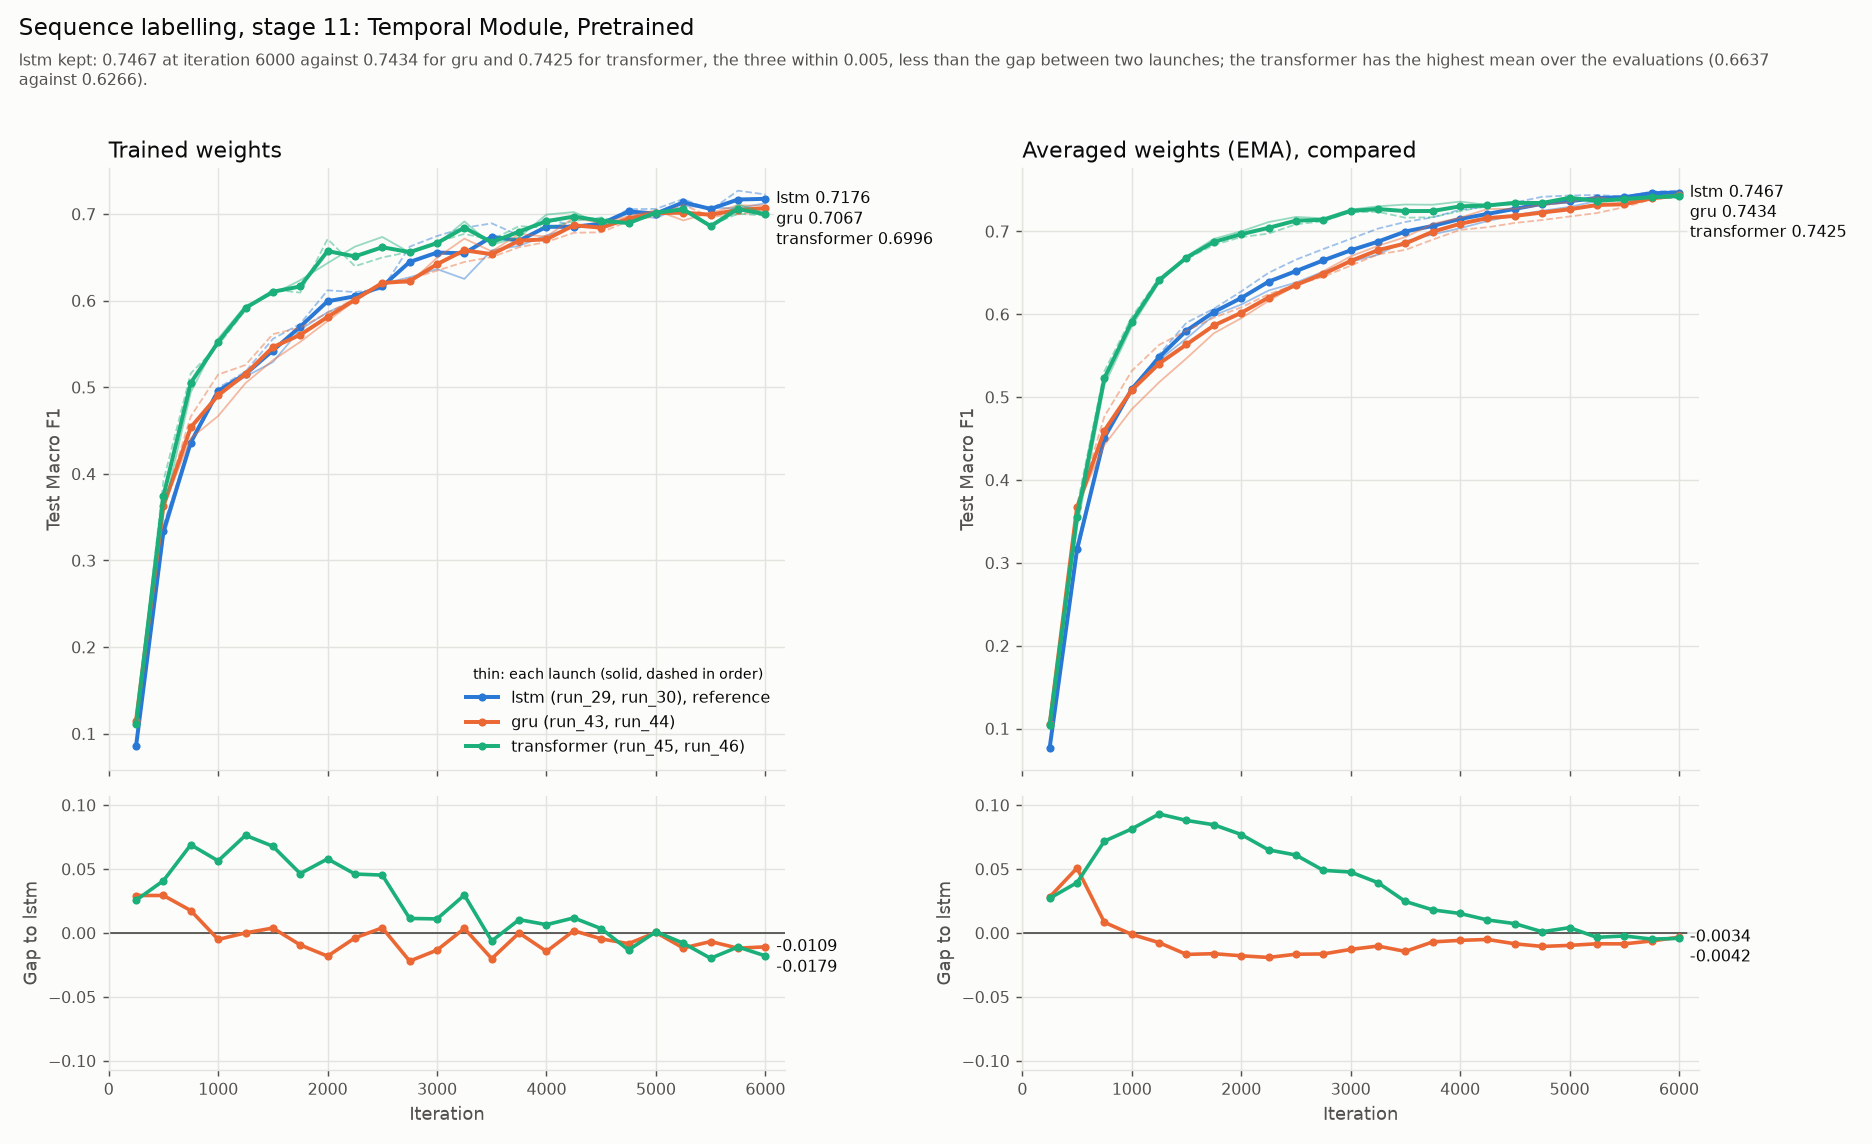 Sequence labelling, stage 11: Temporal Module, Pretrained
lstm kept: 0.7467 at iteration 6000 against 0.7434 for gru and 0.7425 for transformer, the three within 0.005, less than the gap between two launches; the transformer has the highest mean over the evaluations (0.6637
against 0.6266).
Trained weights
Test Macro F1
0.7
0.6
0.5
0.4
0.3
0.2
0.1
lstm 0.7176
gru 0.7067
transformer 0.6996
thin: each launch (solid, dashed in order)
lstm (run_29, run_30), reference
gru (run_43, run_44)
transformer (run_45, run_46)
Gap to lstm
0.10
0.05
0.00
−0.05
−0.10
-0.0109
-0.0179
0 1000 2000 3000 4000 5000 6000
Iteration
Averaged weights (EMA), compared
Test Macro F1
0.7
0.6
0.5
0.4
0.3
0.2
0.1
lstm 0.7467
gru 0.7434
transformer 0.7425
Gap to lstm
0.10
0.05
0.00
−0.05
−0.10
-0.0034
-0.0042
0 1000 2000 3000 4000 5000 6000
Iteration